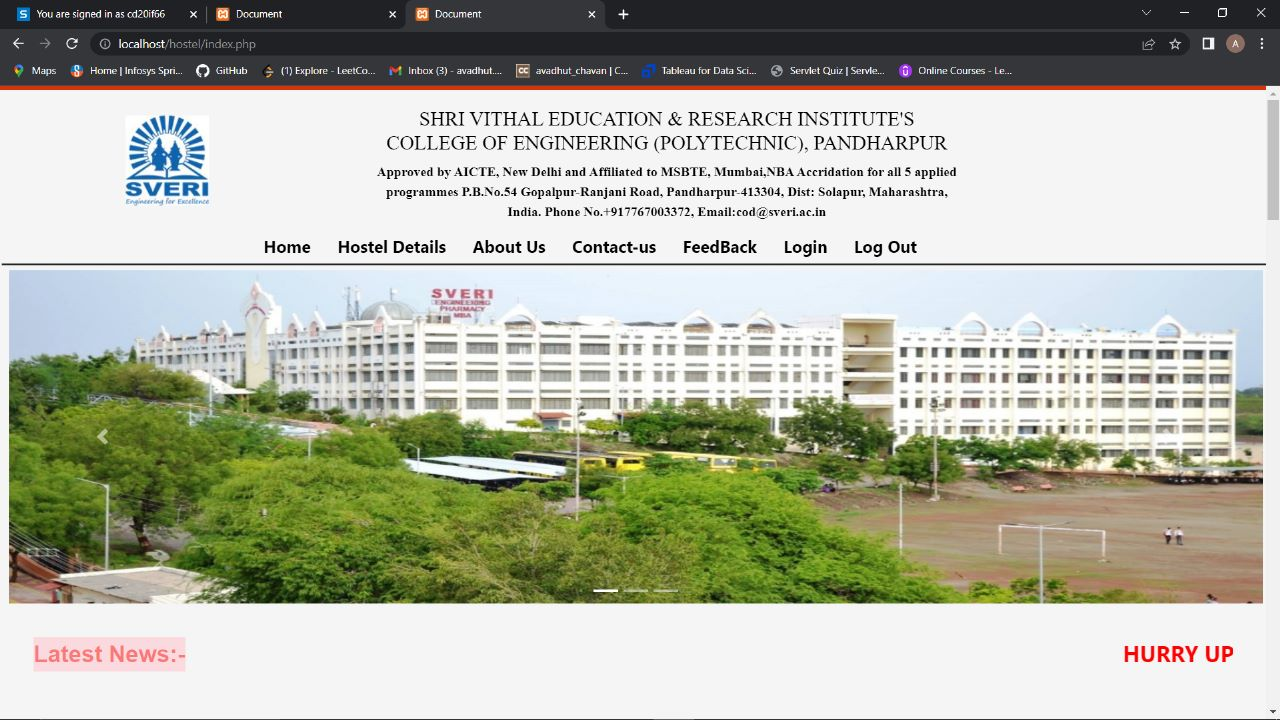 You are signed in as cd20if66
Document
Document
localhost/hostel/index.php
A
Maps
Home | Infosys Spri...
GitHub
(1) Explore - LeetCo...
Inbox (3) - avadhut....
CC
avadhut_chavan | C...
Tableau for Data Sci...
Servlet Quiz | Servle...
Online Courses - Le...
SVERI
Engineering for Excellence
SHRI VITHAL EDUCATION & RESEARCH INSTITUTE'S
COLLEGE OF ENGINEERING (POLYTECHNIC), PANDHARPUR
Approved by AICTE, New Delhi and Affiliated to MSBTE, Mumbai,NBA Accridation for all 5 applied
programmes P.B.No.54 Gopalpur-Ranjani Road, Pandharpur-413304, Dist: Solapur, Maharashtra,
India. Phone No.+917767003372, Email:cod@sveri.ac.in
Home Hostel Details About Us Contact-us FeedBack Login Log Out
SVERI
ENGINEERING
PHARMACY
MBA
Latest News:-
HURRY UP